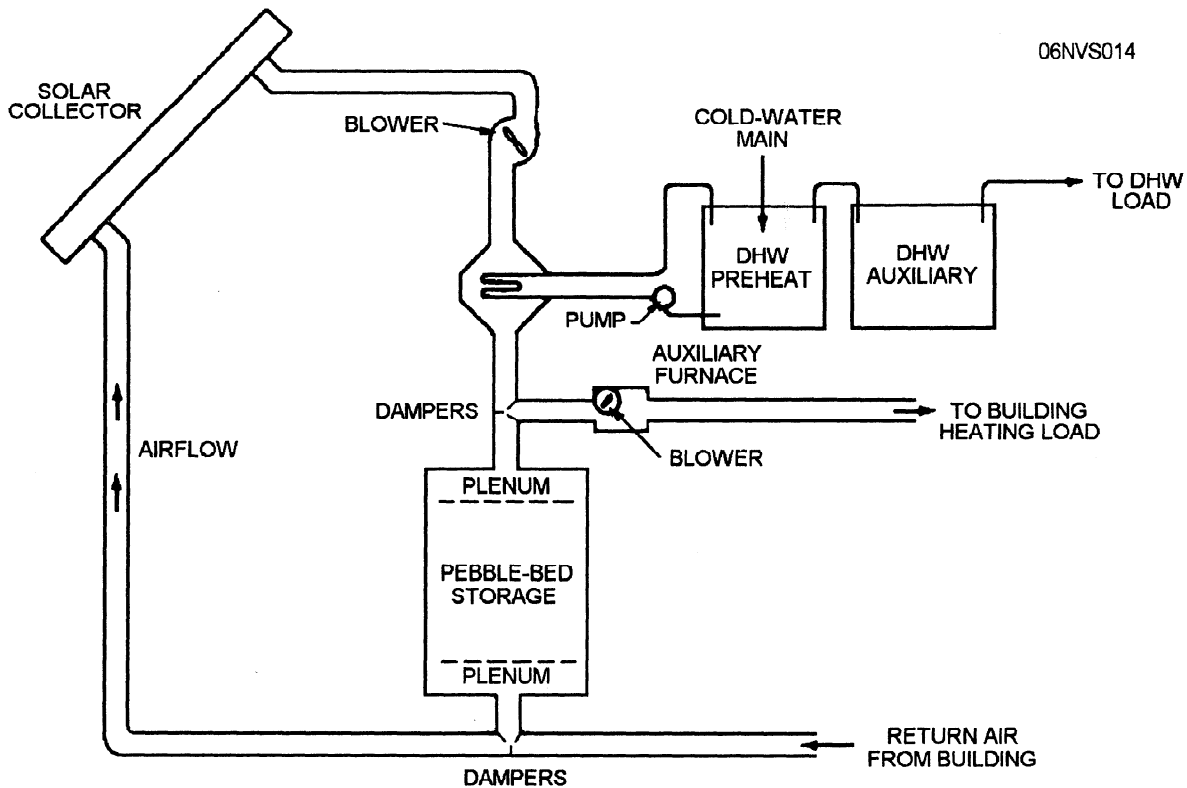 06NVS014
SOLAR
COLLECTOR
BLOWER
COLD-WATER
MAIN
TO DHW
LOAD
DHW
PREHEAT
DHW
AUXILIARY
PUMP
AUXILIARY
FURNACE
DAMPERS
TO BUILDING
HEATING LOAD
AIRFLOW
BLOWER
PLENUM
PEBBLE-BED
STORAGE
PLENUM
RETURN AIR
FROM BUILDING
DAMPERS